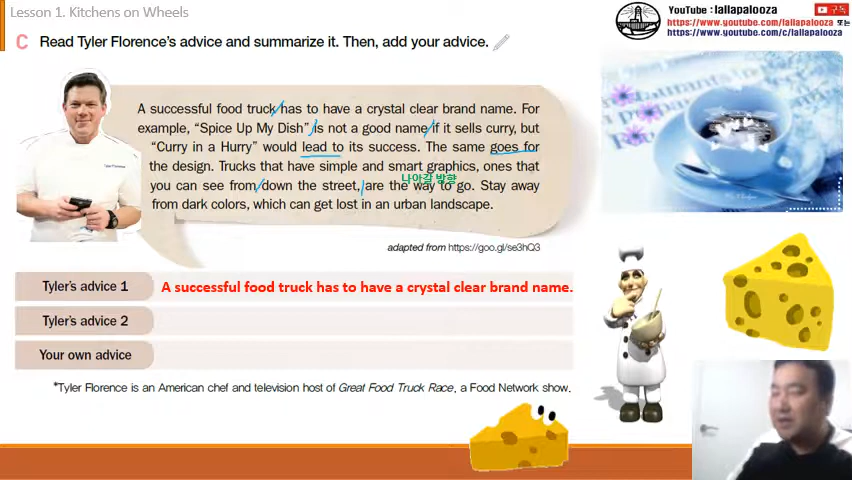 Lesson 1. Kitchens on Wheels
YouTube : lallapalooza 구독
https://www.youtube.com/lallapalooza 또는
https://www.youtube.com/c/lallapalooza
C Read Tyler Florence's advice and summarize it. Then, add your advice.
A successful food truck has to have a crystal clear brand name. For
example, "Spice Up My Dish" is not a good name if it sells curry, but
"Curry in a Hurry" would lead to its success. The same goes for
the design. Trucks that have simple and smart graphics, ones that
나아갈 방향
you can see from down the street, are the way to go. Stay away
from dark colors, which can get lost in an urban landscape.
adapted from https://goo.gl/se3hQ3
Tyler's advice 1 A successful food truck has to have a crystal clear brand name.
Tyler's advice 2
Your own advice
*Tyler Florence is an American chef and television host of Great Food Truck Race, a Food Network show.